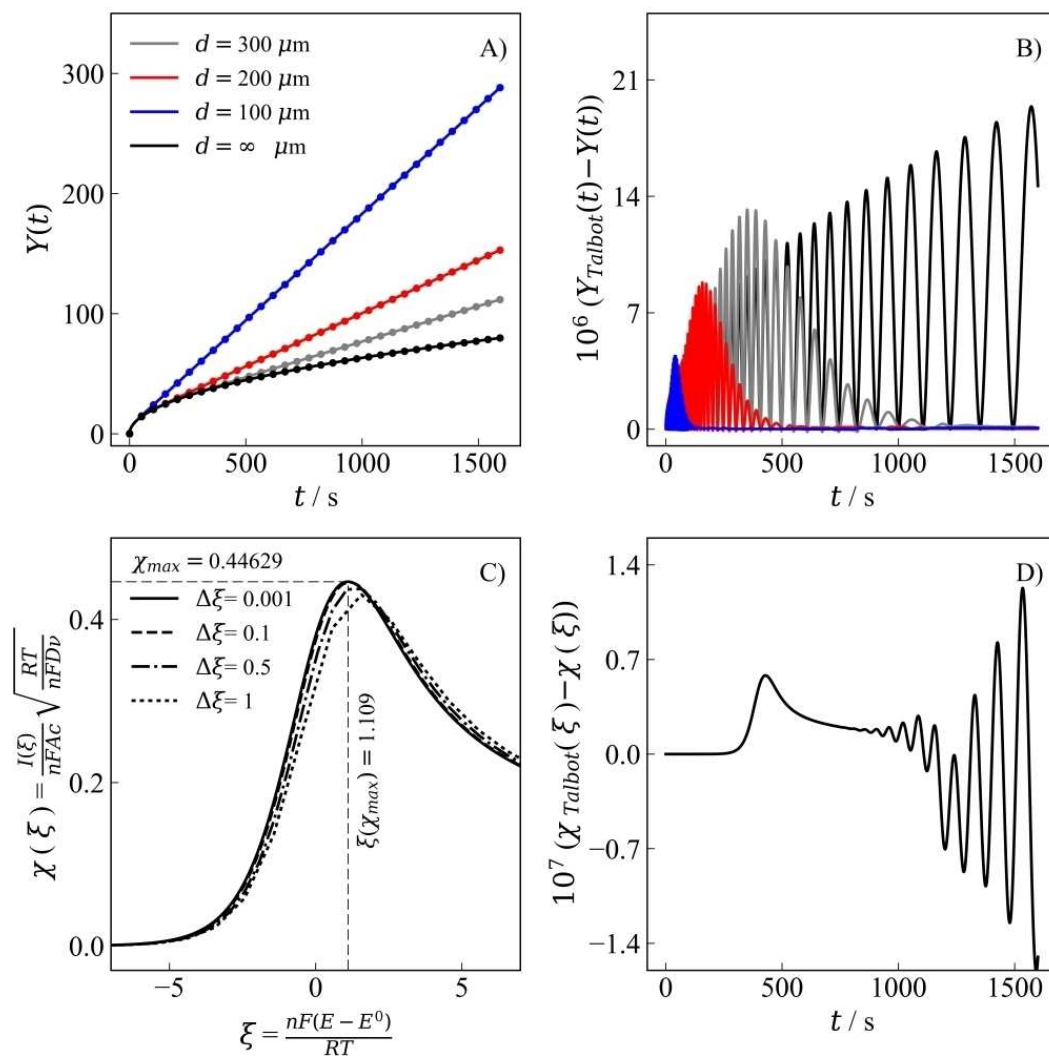 A)
d = 300 μm
d = 200 μm
d = 100 μm
d = ∞ μm
Y(t)
300
200
100
0
0 500 1000 1500
t / s
B)
10⁶ (Y_Talbot(t)−Y(t))
21
14
7
0
0 500 1000 1500
t / s
C)
χ_max = 0.44629
Δξ= 0.001
Δξ= 0.1
Δξ= 0.5
Δξ= 1
ξ(χ_max) = 1.109
χ(ξ) = I(ξ)/nFAc √(RT/nFDν)
0.4
0.2
0.0
−5 0 5
ξ = nF(E − E⁰)/RT
D)
10⁷ (χ_Talbot(ξ)−χ(ξ))
1.4
0.7
0.0
−0.7
−1.4
0 500 1000 1500
t / s